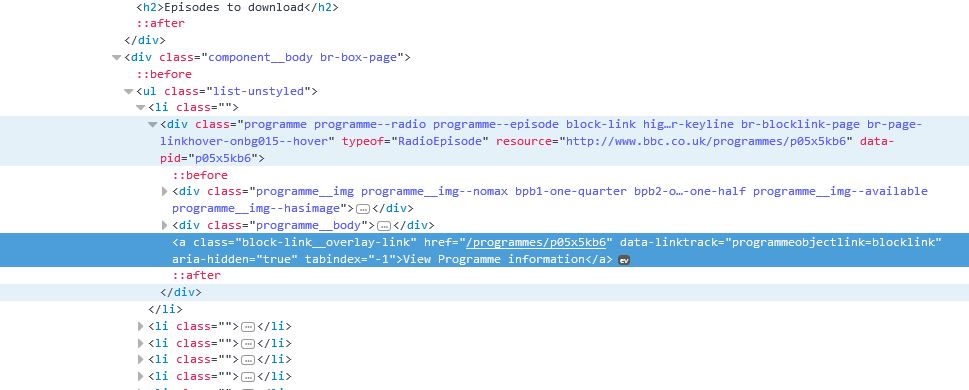 <h2>Episodes to download</h2>
::after
</div>
<div class="component__body br-box-page">
::before
<ul class="list-unstyled">
<li class="">
<div class="programme programme--radio programme--episode block-link hig…r-keyline br-blocklink-page br-page-
linkhover-onbg015--hover" typeof="RadioEpisode" resource="http://www.bbc.co.uk/programmes/p05x5kb6" data-
pid="p05x5kb6">
::before
<div class="programme__img programme__img--nomax bpb1-one-quarter bpb2-o…-one-half programme__img--available
programme__img--hasimage">…</div>
<div class="programme__body">…</div>
<a class="block-link__overlay-link" href="/programmes/p05x5kb6" data-linktrack="programmeobjectlink=blocklink"
aria-hidden="true" tabindex="-1">View Programme information</a> ev
::after
</div>
</li>
<li class="">…</li>
<li class="">…</li>
<li class="">…</li>
<li class="">…</li>